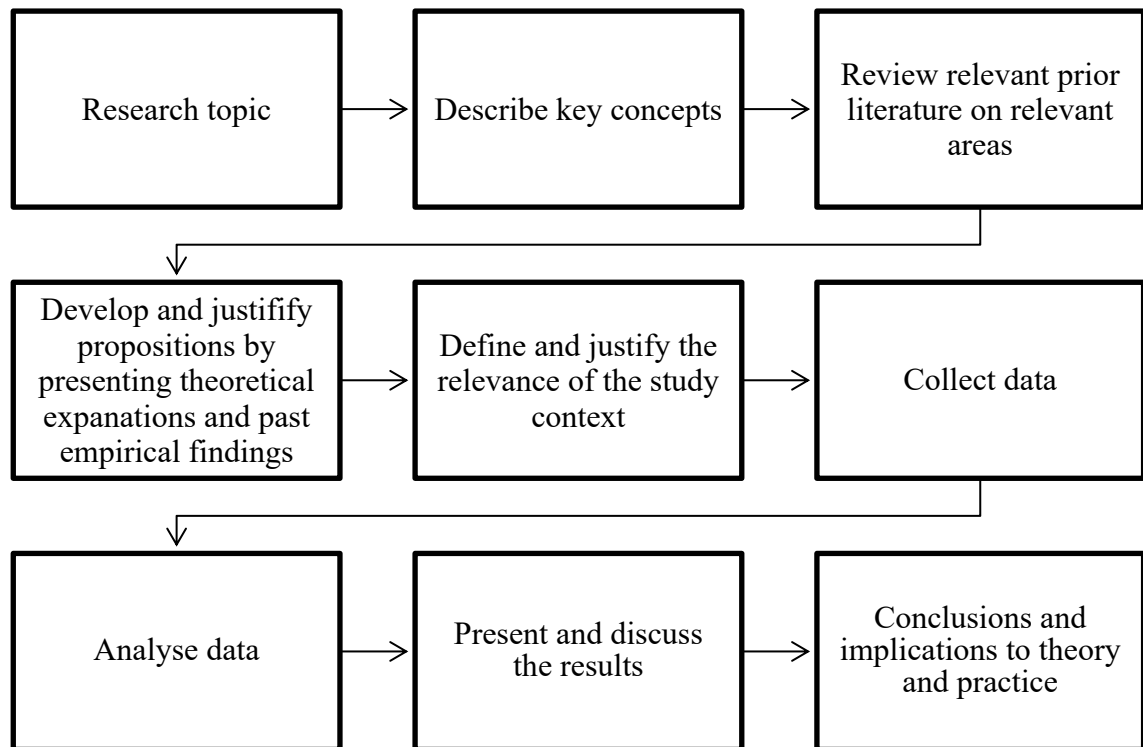 Research topic
Describe key concepts
Review relevant prior
literature on relevant
areas
Develop and justifify
propositions by
presenting theoretical
expanations and past
empirical findings
Define and justify the
relevance of the study
context
Collect data
Analyse data
Present and discuss
the results
Conclusions and
implications to theory
and practice